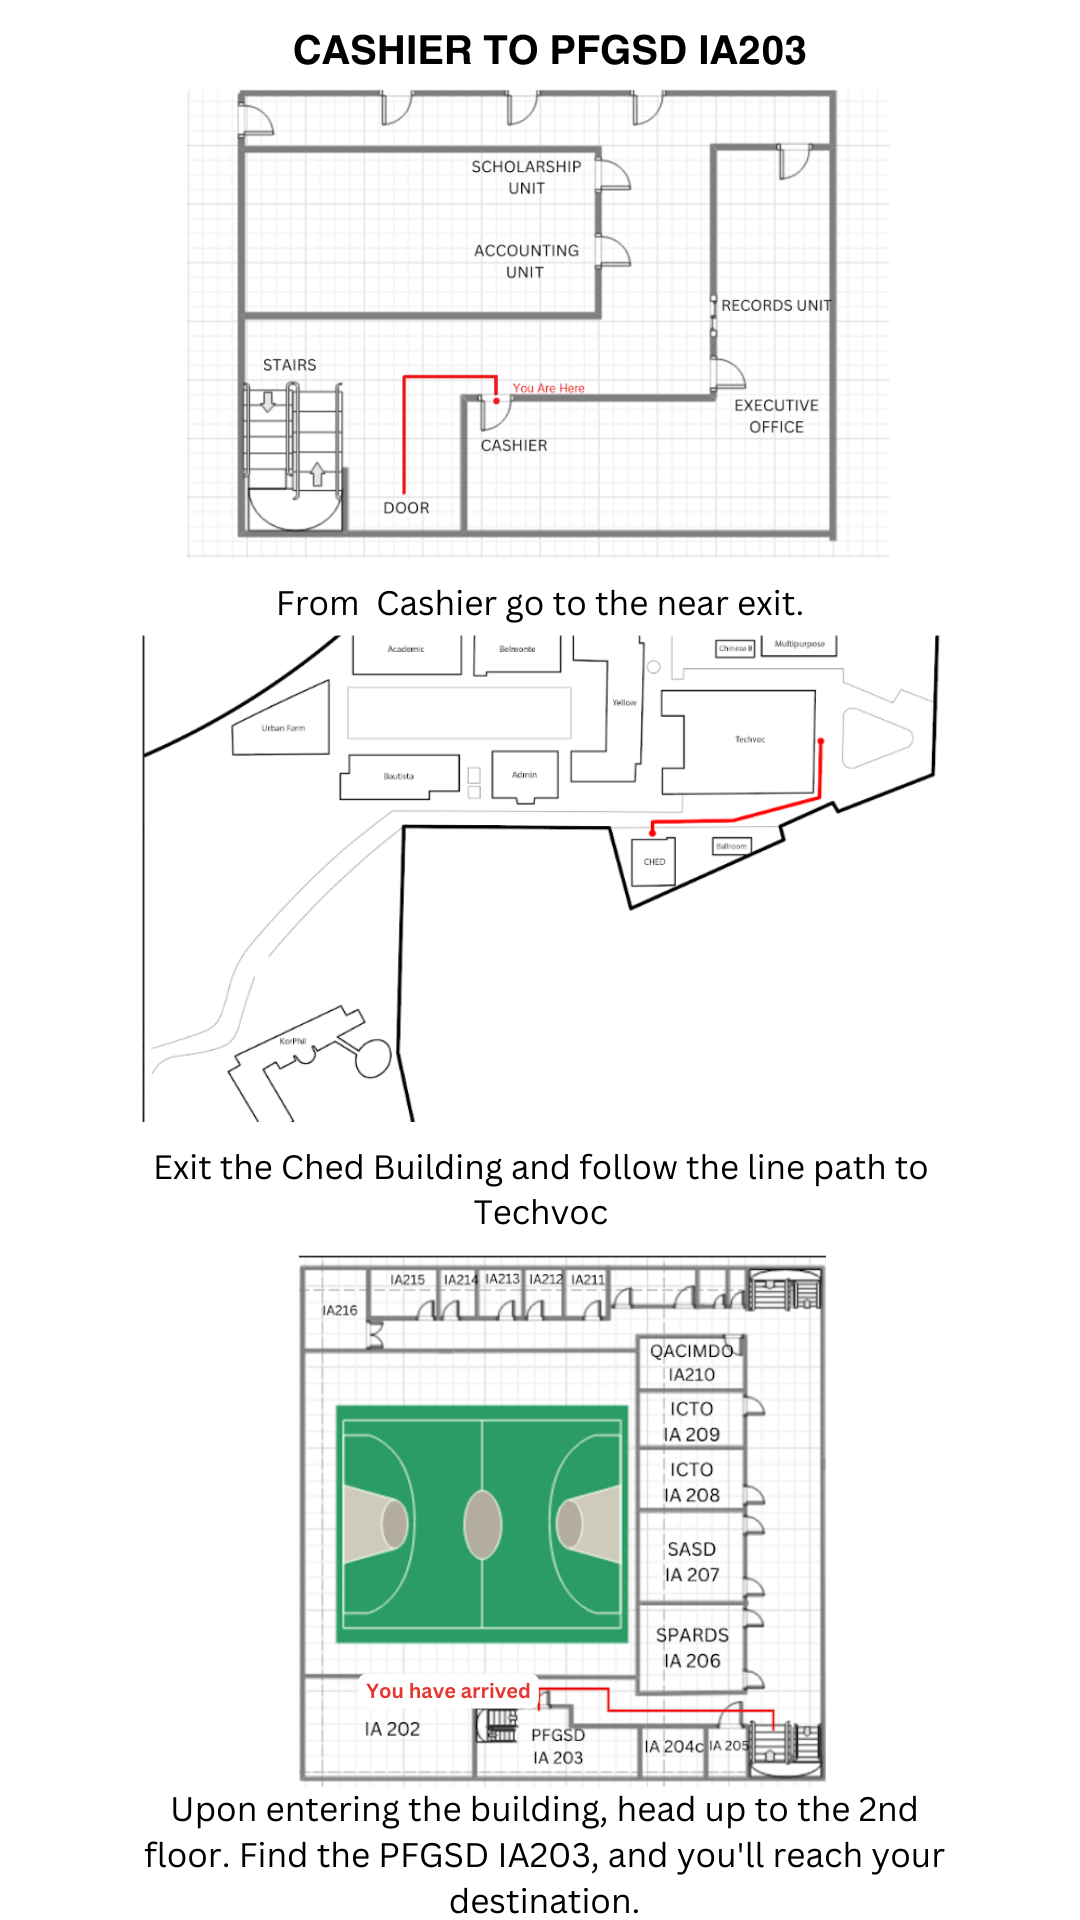 CASHIER TO PFGSD IA203
SCHOLARSHIP
UNIT
ACCOUNTING
UNIT
RECORDS UNIT
STAIRS
You Are Here
EXECUTIVE
OFFICE
CASHIER
DOOR
From  Cashier go to the near exit.
Academic
Belmonte
Chinese B
Multipurpose
Yellow
Urban Farm
Techvoc
Bautista
Admin
Ballroom
CHED
KorPhil
Exit the Ched Building and follow the line path to
Techvoc
IA215
IA214
IA213
IA212
IA211
IA216
QACIMDO
IA210
ICTO
IA 209
ICTO
IA 208
SASD
IA 207
SPARDS
IA 206
You have arrived
IA 202
PFGSD
IA 203
IA 204c
IA 205
Upon entering the building, head up to the 2nd
floor. Find the PFGSD IA203, and you'll reach your
destination.